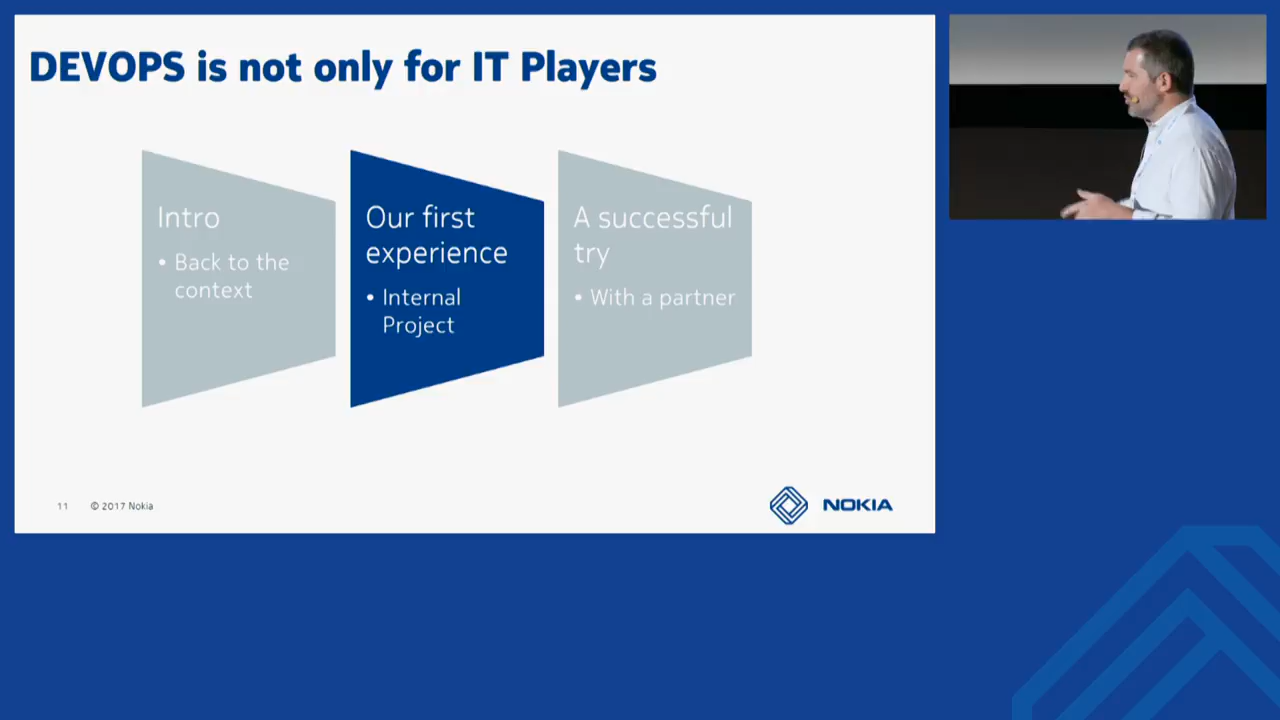 DEVOPS is not only for IT Players
Intro
• Back to the
context
Our first
experience
• Internal
Project
A successful
try
• With a partner
11 © 2017 Nokia
NOKIA